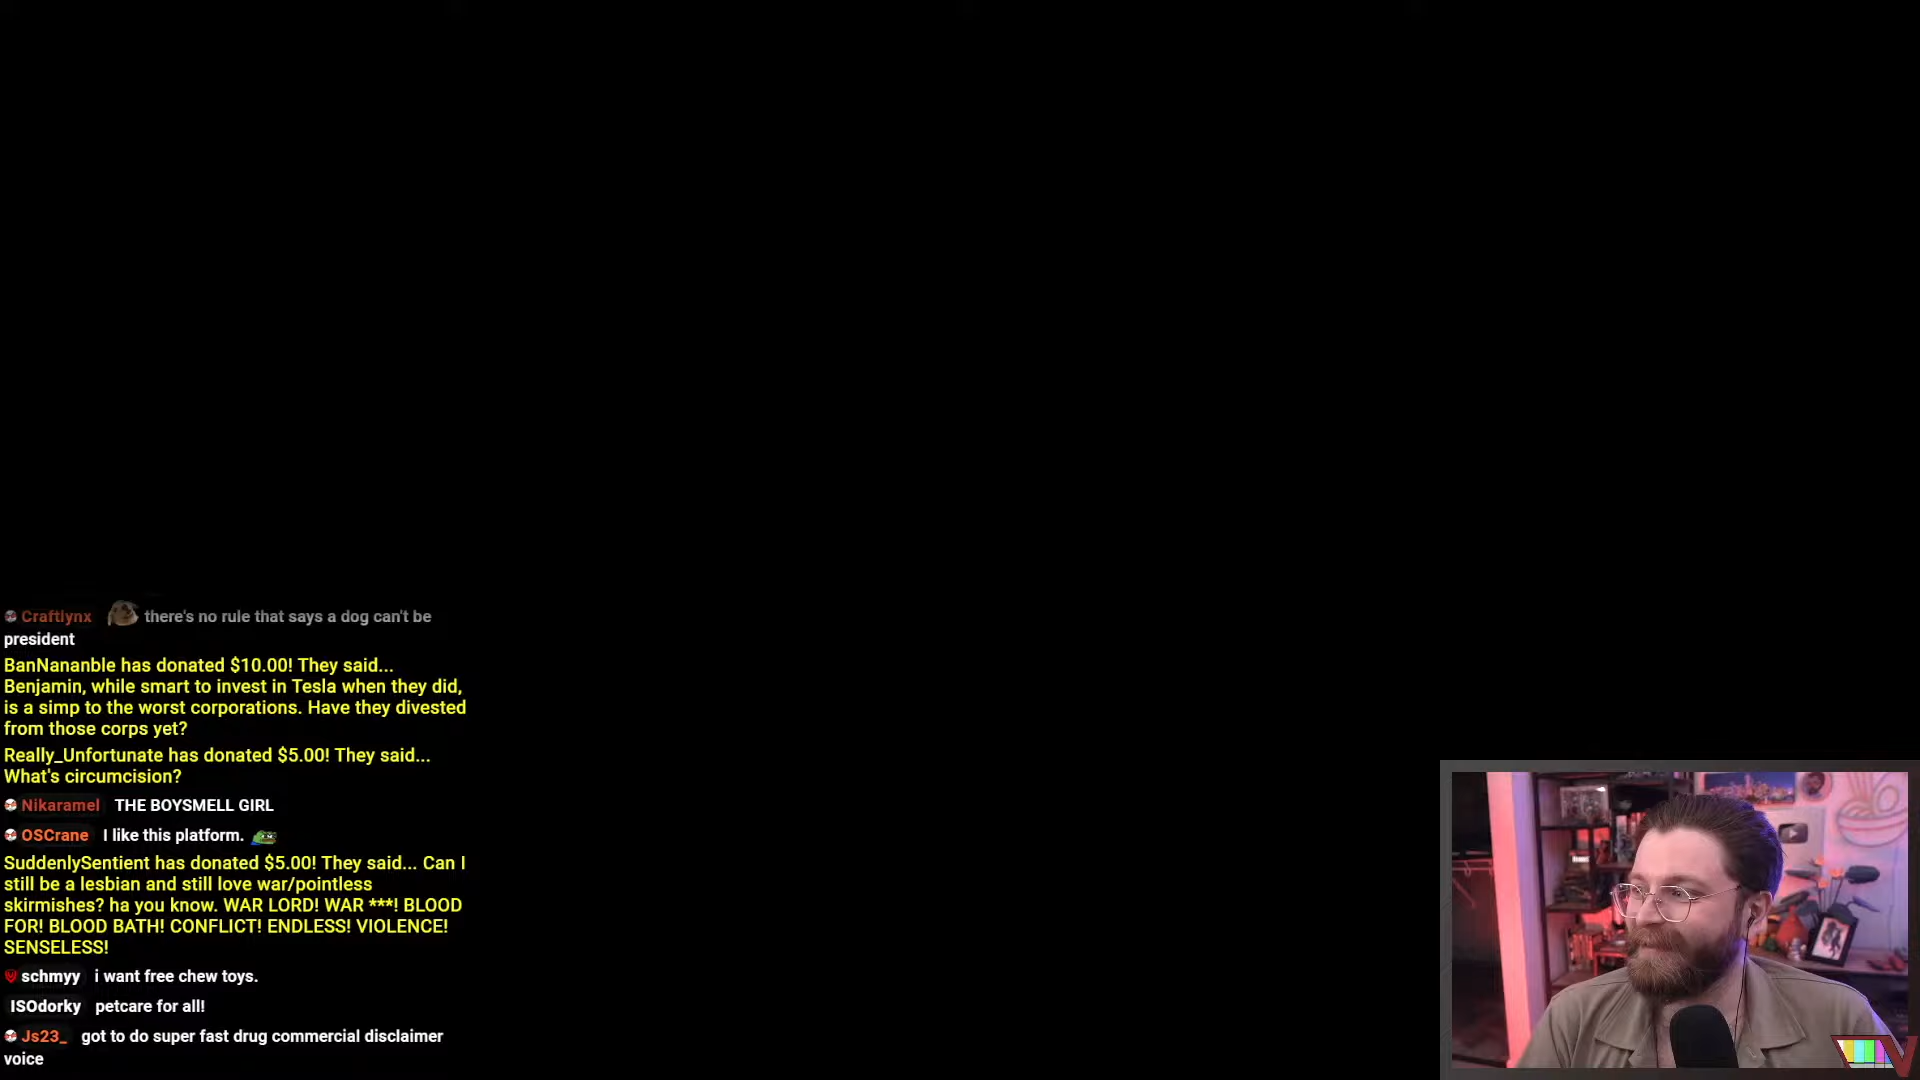 Craftlynx there's no rule that says a dog can't be
president
BanNananble has donated $10.00! They said...
Benjamin, while smart to invest in Tesla when they did,
is a simp to the worst corporations. Have they divested
from those corps yet?
Really_Unfortunate has donated $5.00! They said...
What's circumcision?
Nikaramel THE BOYSMELL GIRL
OSCrane I like this platform.
SuddenlySentient has donated $5.00! They said... Can I
still be a lesbian and still love war/pointless
skirmishes? ha you know. WAR LORD! WAR ***! BLOOD
FOR! BLOOD BATH! CONFLICT! ENDLESS! VIOLENCE!
SENSELESS!
schmyy i want free chew toys.
ISOdorky petcare for all!
Js23_ got to do super fast drug commercial disclaimer
voice